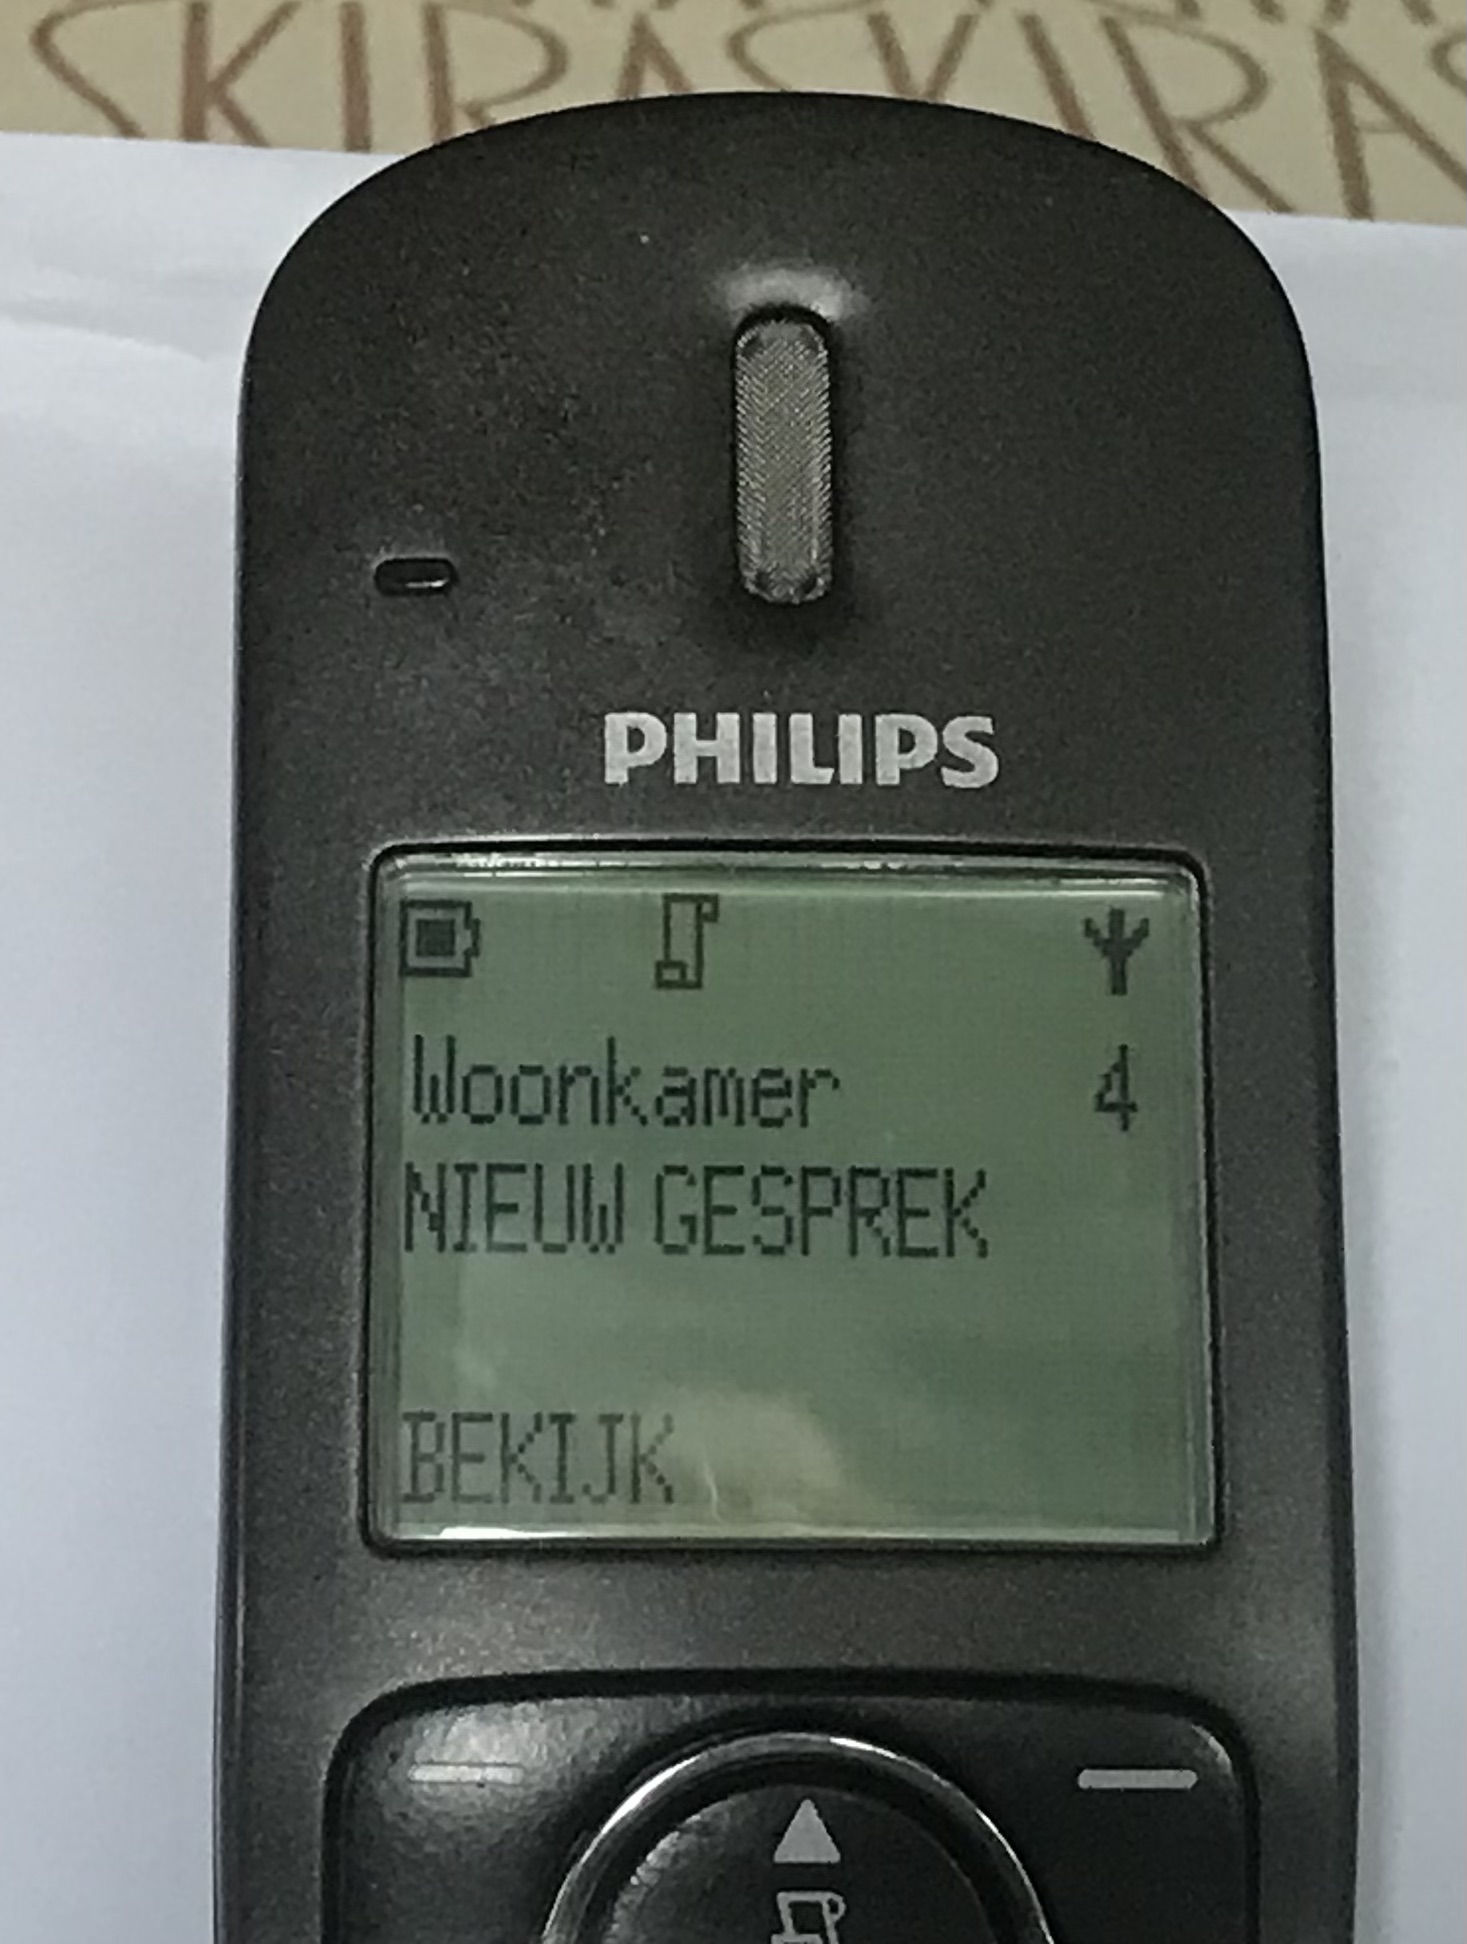 SKIRASKIRAS
PHILIPS
Woonkamer 4
NIEUW GESPREK
BEKIJK